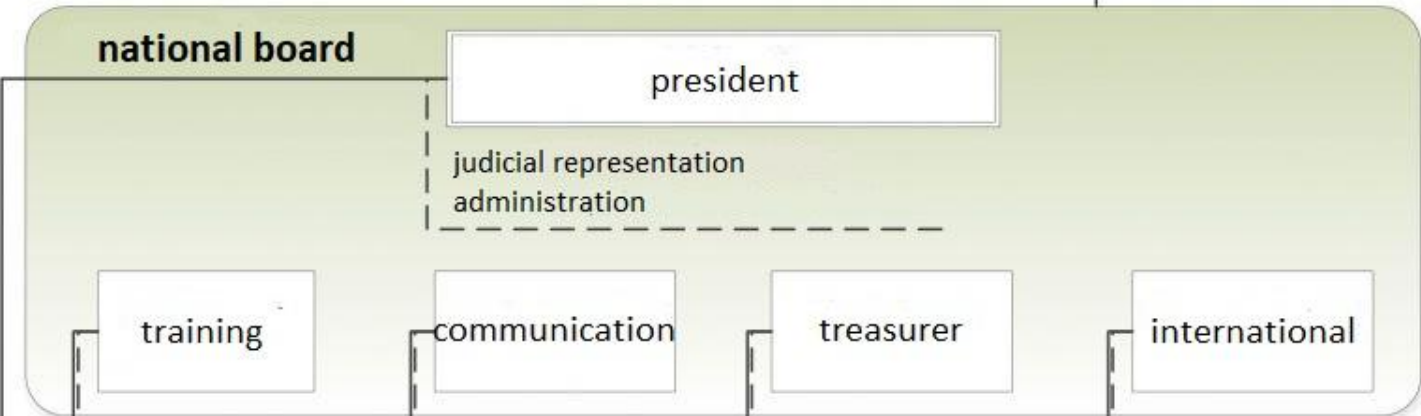 national board
president
judicial representation
administration
training
communication
treasurer
international